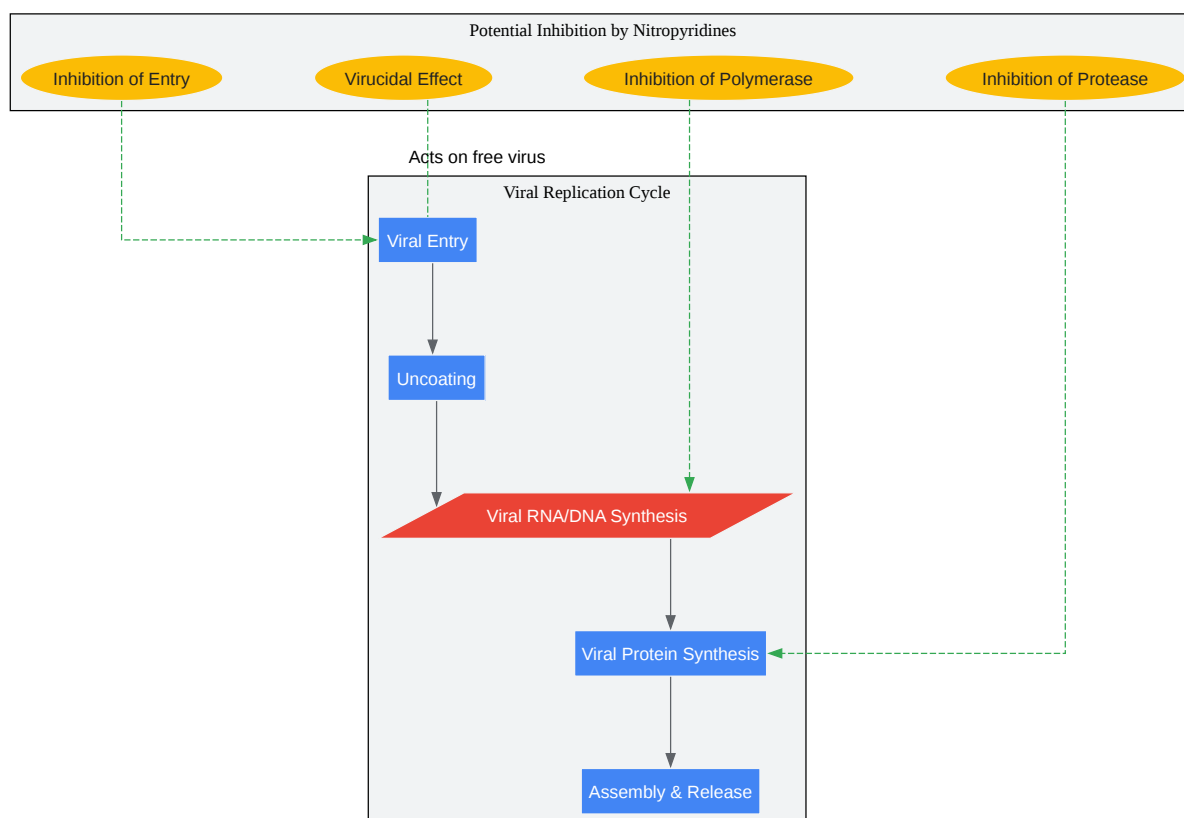 Potential Inhibition by Nitropyridines
Inhibition of Entry
Virucidal Effect
Inhibition of Polymerase
Inhibition of Protease
Acts on free virus
Viral Replication Cycle
Viral Entry
Uncoating
Viral RNA/DNA Synthesis
Viral Protein Synthesis
Assembly & Release